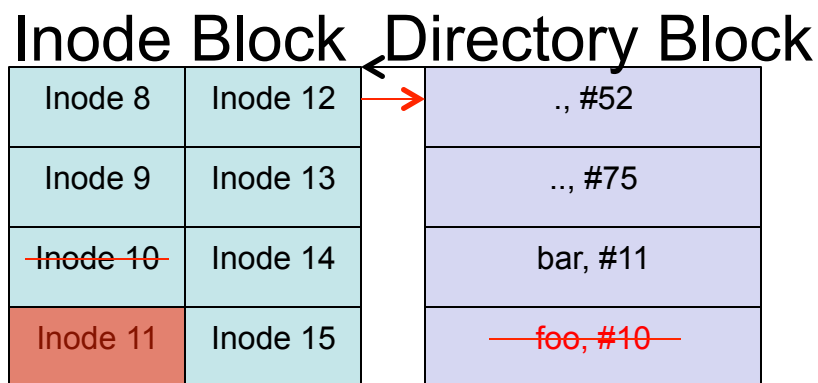 Inode Block Directory Block
Inode 8 Inode 12 ., #52
Inode 9 Inode 13 .., #75
Inode 10 Inode 14 bar, #11
Inode 11 Inode 15 foo, #10